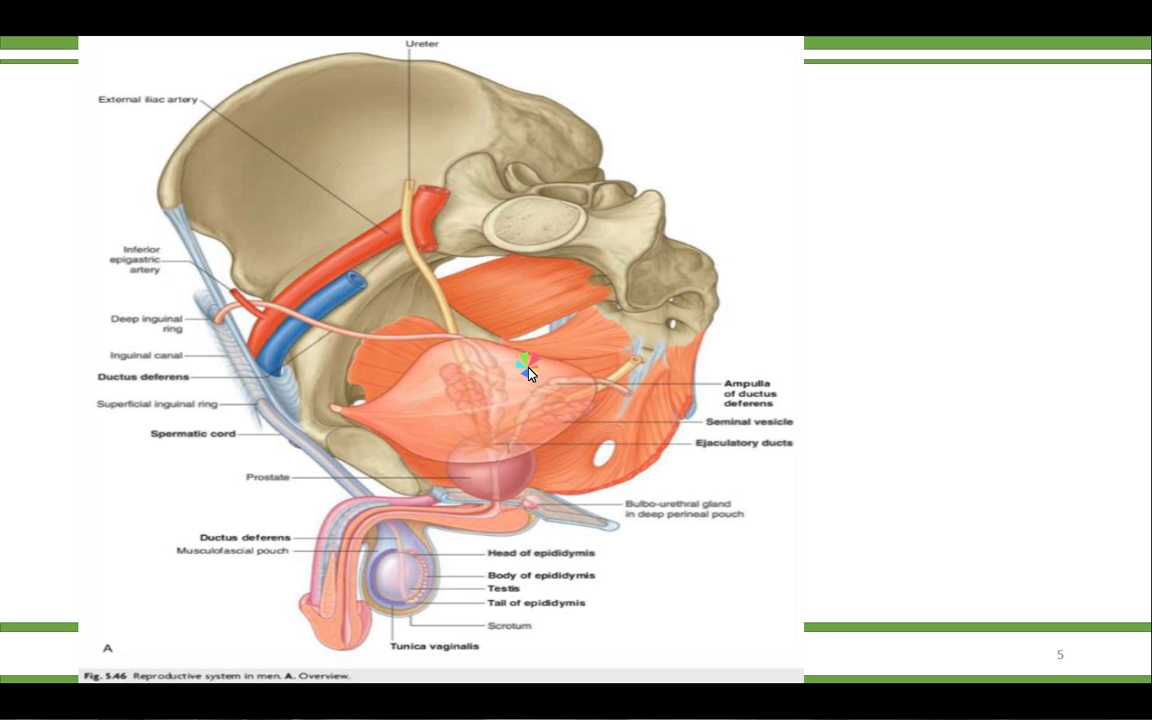 Ureter
External iliac artery
Inferior
epigastric
artery
Deep inguinal
ring
Inguinal canal
Ductus deferens
Superficial inguinal ring
Spermatic cord
Ampulla
of ductus
deferens
Seminal vesicle
Ejaculatory ducts
Prostate
Bulbo-urethral gland
in deep perineal pouch
Ductus deferens
Musculofascial pouch
Head of epididymis
Body of epididymis
Testis
Tail of epididymis
Scrotum
Tunica vaginalis
A
5
Fig. 5.46 Reproductive system in men. A. Overview.